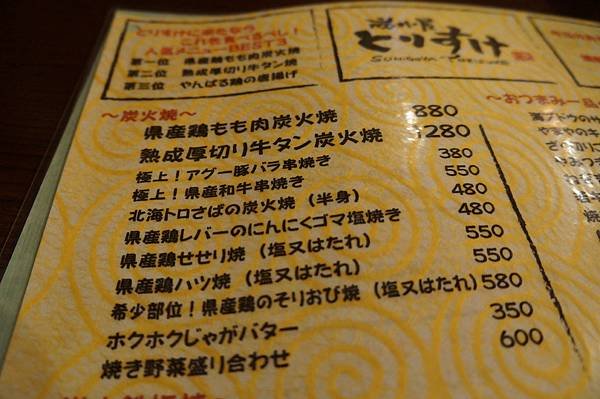 とりすけに来たなら
これを食べるべし！
人気メニューBEST3
第一位 県産鶏もも肉炭火焼
第二位 熟成厚切り牛タン焼
第三位 やんばる鶏の唐揚げ
とりすけ
～炭火焼～
県産鶏もも肉炭火焼 880
熟成厚切り牛タン炭火焼 1280
極上！アグー豚バラ串焼き 380
極上！県産和牛串焼き 550
北海トロさばの炭火焼（半身） 480
県産鶏レバーのにんにくゴマ塩焼き 480
県産鶏せせり焼（塩又はたれ） 550
県産鶏ハツ焼（塩又はたれ） 550
希少部位！県産鶏のそりおび焼（塩又はたれ） 580
ホクホクじゃがバター 350
焼き野菜盛り合わせ 600
～おつまみ一品